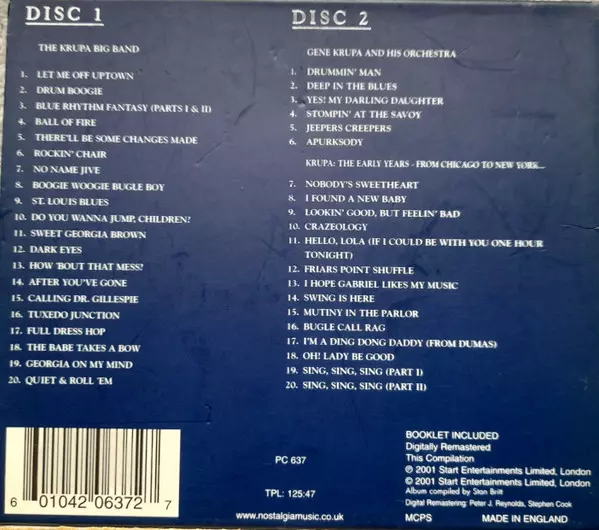 DISC 1
THE KRUPA BIG BAND
1. LET ME OFF UPTOWN
2. DRUM BOOGIE
3. BLUE RHYTHM FANTASY (PARTS I & II)
4. BALL OF FIRE
5. THERE'LL BE SOME CHANGES MADE
6. ROCKIN' CHAIR
7. NO NAME JIVE
8. BOOGIE WOOGIE BUGLE BOY
9. ST. LOUIS BLUES
10. DO YOU WANNA JUMP, CHILDREN?
11. SWEET GEORGIA BROWN
12. DARK EYES
13. HOW 'BOUT THAT MESS?
14. AFTER YOU'VE GONE
15. CALLING DR. GILLESPIE
16. TUXEDO JUNCTION
17. FULL DRESS HOP
18. THE BABE TAKES A BOW
19. GEORGIA ON MY MIND
20. QUIET & ROLL 'EM
DISC 2
GENE KRUPA AND HIS ORCHESTRA
1. DRUMMIN' MAN
2. DEEP IN THE BLUES
3. YES! MY DARLING DAUGHTER
4. STOMPIN' AT THE SAVOY
5. JEEPERS CREEPERS
6. APURKSODY
KRUPA: THE EARLY YEARS - FROM CHICAGO TO NEW YORK...
7. NOBODY'S SWEETHEART
8. I FOUND A NEW BABY
9. LOOKIN' GOOD, BUT FEELIN' BAD
10. CRAZEOLOGY
11. HELLO, LOLA (IF I COULD BE WITH YOU ONE HOUR
TONIGHT)
12. FRIARS POINT SHUFFLE
13. I HOPE GABRIEL LIKES MY MUSIC
14. SWING IS HERE
15. MUTINY IN THE PARLOR
16. BUGLE CALL RAG
17. I'M A DING DONG DADDY (FROM DUMAS)
18. OH! LADY BE GOOD
19. SING, SING, SING (PART I)
20. SING, SING, SING (PART II)
6 01042 06372 7
PC 637
TPL: 125:47
www.nostalgiamusic.co.uk
BOOKLET INCLUDED
Digitally Remastered
This Compilation
℗ 2001 Start Entertainments Limited, London
© 2001 Start Entertainments Limited, London
Album compiled by Stan Britt
Digital Remastering: Peter J. Reynolds, Stephen Cook
MCPS MADE IN ENGLAND